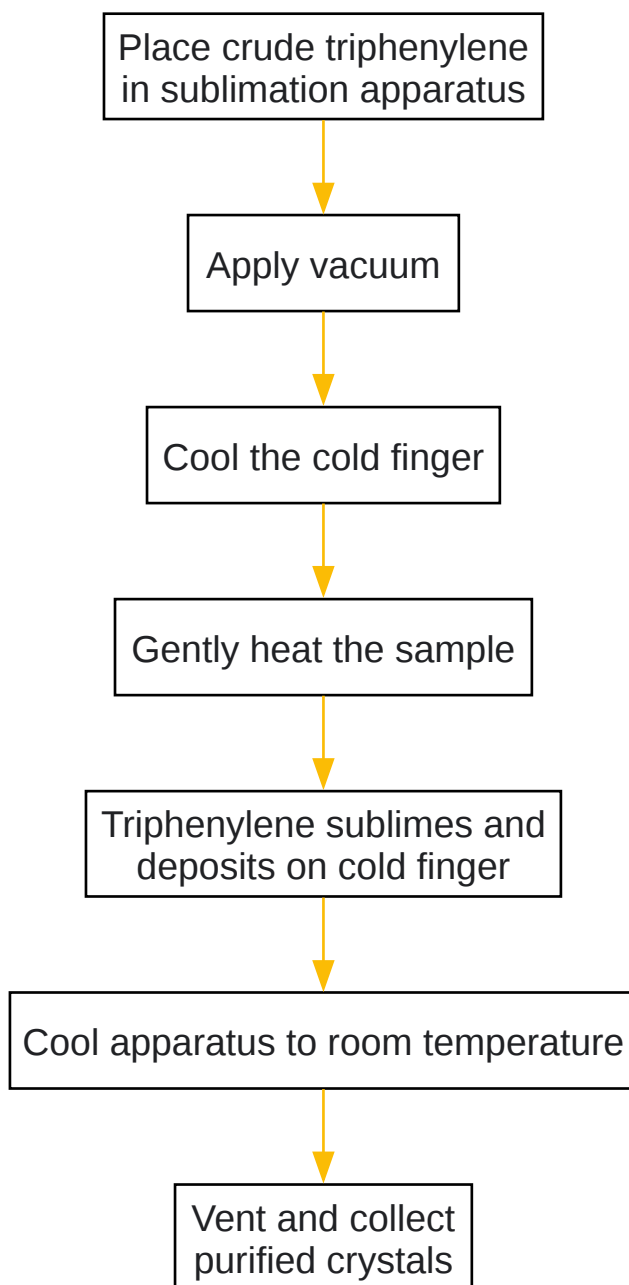 Place crude triphenylene
in sublimation apparatus
Apply vacuum
Cool the cold finger
Gently heat the sample
Triphenylene sublimes and
deposits on cold finger
Cool apparatus to room temperature
Vent and collect
purified crystals